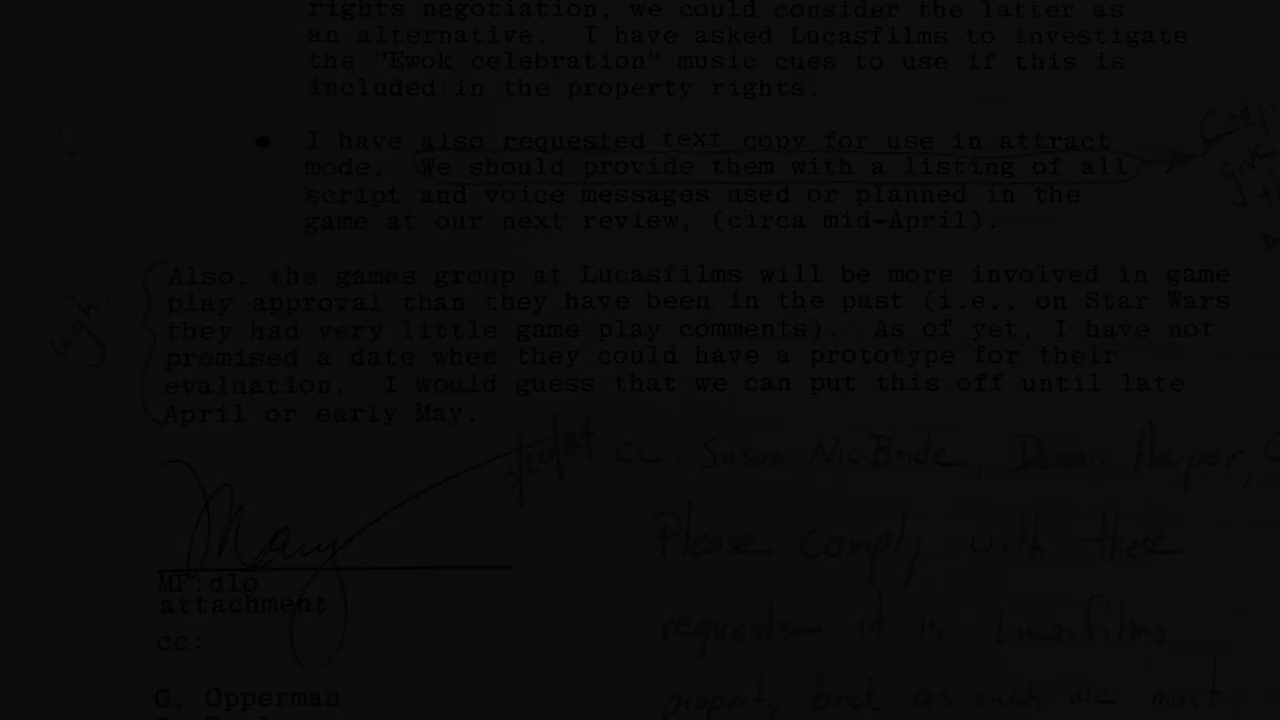 rights negotiation, we could consider the latter as
an alternative.  I have asked Lucasfilms to investigate
the "Ewok celebration" music cues to use if this is
included in the property rights.
● I have also requested text copy for use in attract
mode.  We should provide them with a listing of all
script and voice messages used or planned in the
game at our next review, (circa mid-April).
give
Also, the games group at Lucasfilms will be more involved in game
play approval than they have been in the past (i.e., on Star Wars
they had very little game play comments).  As of yet, I have not
ugh.
promised a date when they could have a prototype for their
evaluation.  I would guess that we can put this off until late
April or early May.
cc: Susan McBride, Dennis Harper,
Please comply with these
Mary
MF:dlo
attachment
requests— it is Lucasfilms
cc:
G. Opperman
property and as such we must